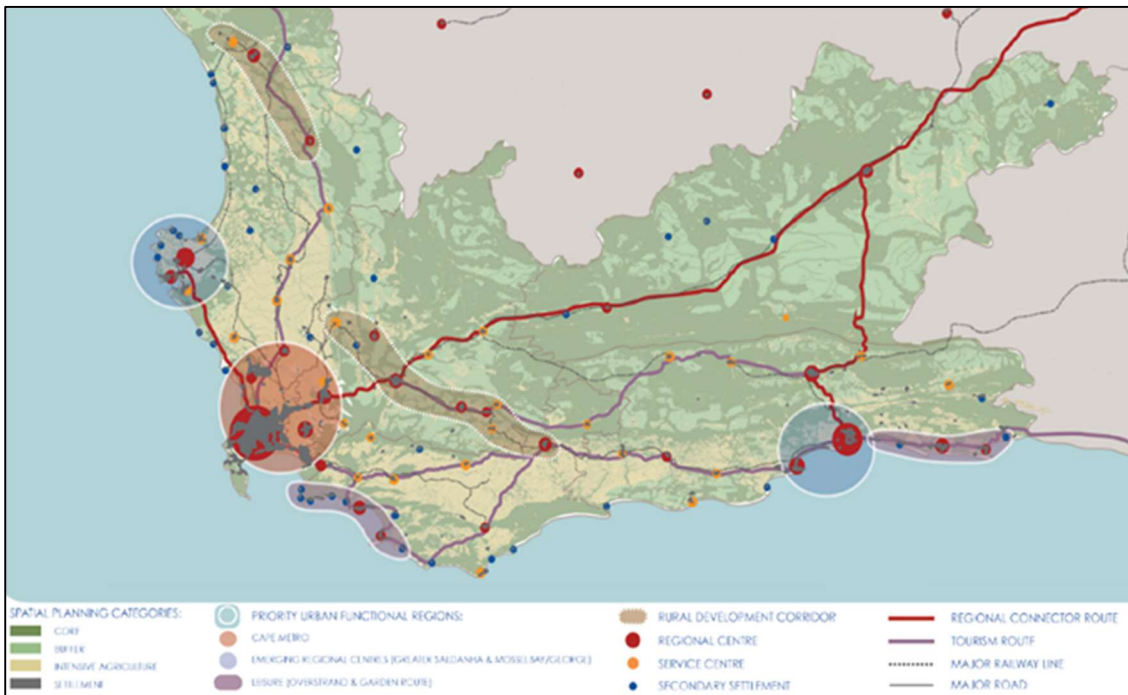 SPATIAL PLANNING CATEGORIES:
CORE
BUFFER
INTENSIVE AGRICULTURE
SETTLEMENT
PRIORITY URBAN FUNCTIONAL REGIONS:
CAPE METRO
EMERGING REGIONAL CENTRES (GREATER SALDANHA & MOSSELBAY/GEORGE)
LEISURE (OVERSTRAND & GARDEN ROUTE)
RURAL DEVELOPMENT CORRIDOR
REGIONAL CENTRE
SERVICE CENTRE
SECONDARY SETTLEMENT
REGIONAL CONNECTOR ROUTE
TOURISM ROUTE
MAJOR RAILWAY LINE
MAJOR ROAD